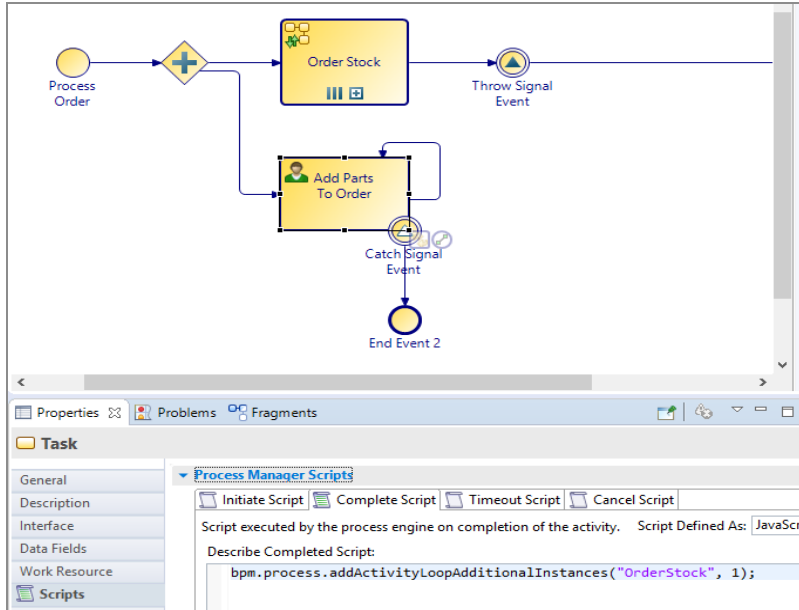 Order Stock
Process
Order
Throw Signal
Event
Add Parts
To Order
Catch Signal
Event
End Event 2
Properties
Problems
Fragments
Task
General
Description
Interface
Data Fields
Work Resource
Scripts
Process Manager Scripts
Initiate Script
Complete Script
Timeout Script
Cancel Script
Script executed by the process engine on completion of the activity. Script Defined As: JavaScr
Describe Completed Script:
bpm.process.addActivityLoopAdditionalInstances("OrderStock", 1);